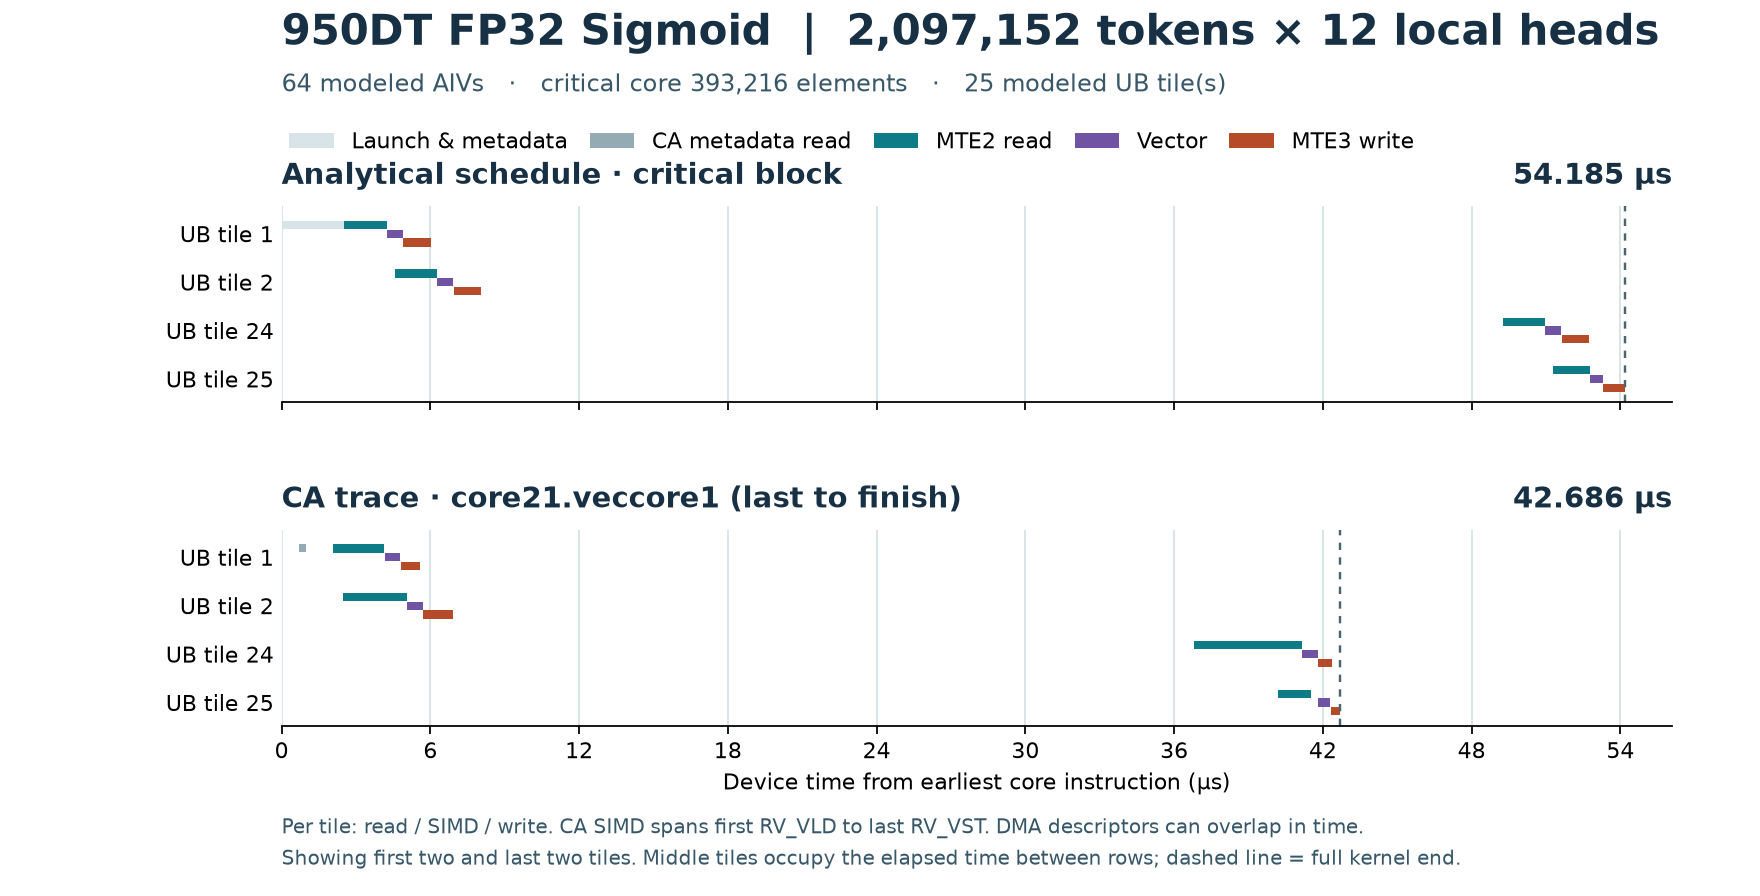 950DT FP32 Sigmoid | 2,097,152 tokens × 12 local heads
64 modeled AIVs · critical core 393,216 elements · 25 modeled UB tile(s)
Launch & metadata CA metadata read MTE2 read Vector MTE3 write
Analytical schedule · critical block 54.185 µs
UB tile 1
UB tile 2
UB tile 24
UB tile 25
CA trace · core21.veccore1 (last to finish) 42.686 µs
UB tile 1
UB tile 2
UB tile 24
UB tile 25
0 6 12 18 24 30 36 42 48 54
Device time from earliest core instruction (µs)
Per tile: read / SIMD / write. CA SIMD spans first RV_VLD to last RV_VST. DMA descriptors can overlap in time.
Showing first two and last two tiles. Middle tiles occupy the elapsed time between rows; dashed line = full kernel end.